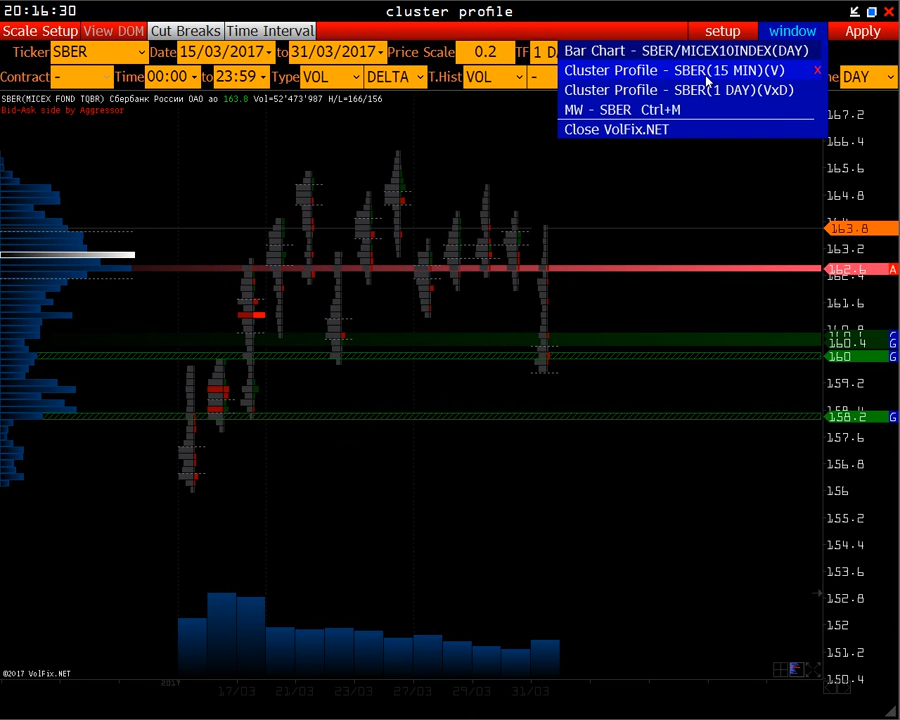 20:16:30 cluster profile
Scale Setup View DOM Cut Breaks Time Interval setup window Apply
Ticker SBER Date 15/03/2017 to 31/03/2017 Price Scale 0.2 TF 1 D
Contract - Time 00:00 to 23:59 Type VOL DELTA T.Hist VOL - DAY
Bar Chart - SBER/MICEX10INDEX(DAY)
Cluster Profile - SBER(15 MIN)(V) X
Cluster Profile - SBER(1 DAY)(VxD)
MW - SBER Ctrl+M
Close VolFix.NET
SBER(MICEX FOND TQBR) Сбербанк России ОАО ао 163.8 Vol=52'473'987 H/L=166/156
Bid-Ask side by Aggressor
167.2
166.4
165.6
164.8
163.8
163.2
162.6 A
162.4
161.6
160.4 G
160 G
159.2
158.2 G
157.6
156.8
156
155.2
154.4
153.6
152.8
152
151.2
150.4
©2017 VolFix.NET
2017
17/03 21/03 23/03 27/03 29/03 31/03